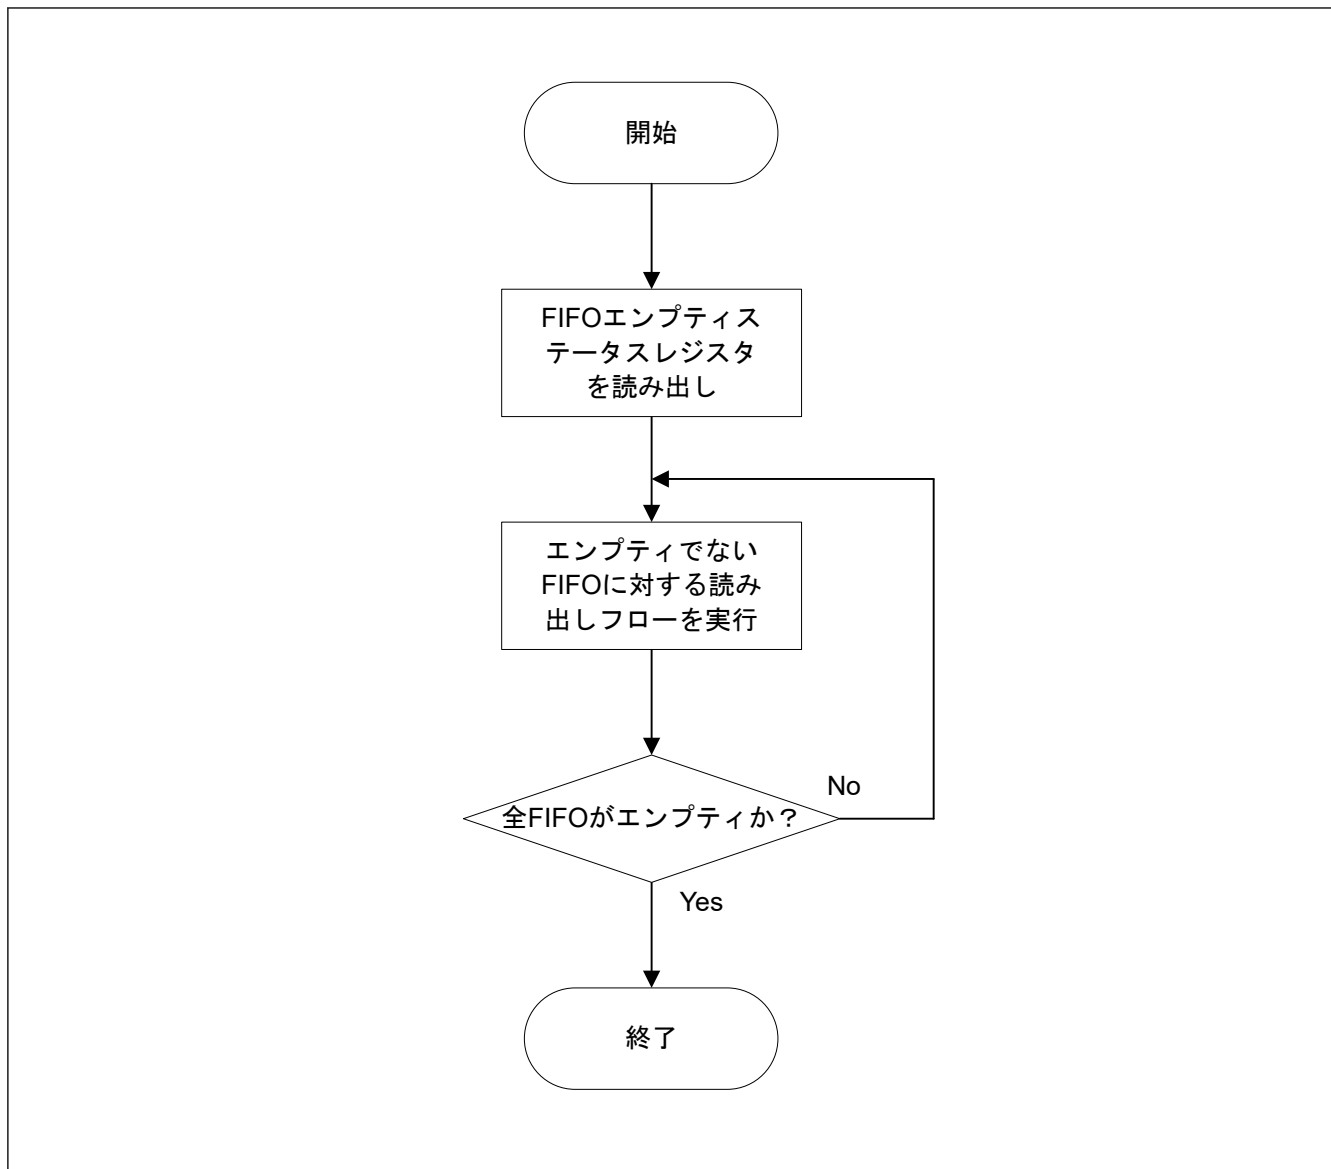 開始
FIFOエンプティス
テータスレジスタ
を読み出し
エンプティでない
FIFOに対する読み
出しフローを実行
No
全FIFOがエンプティか？
Yes
終了